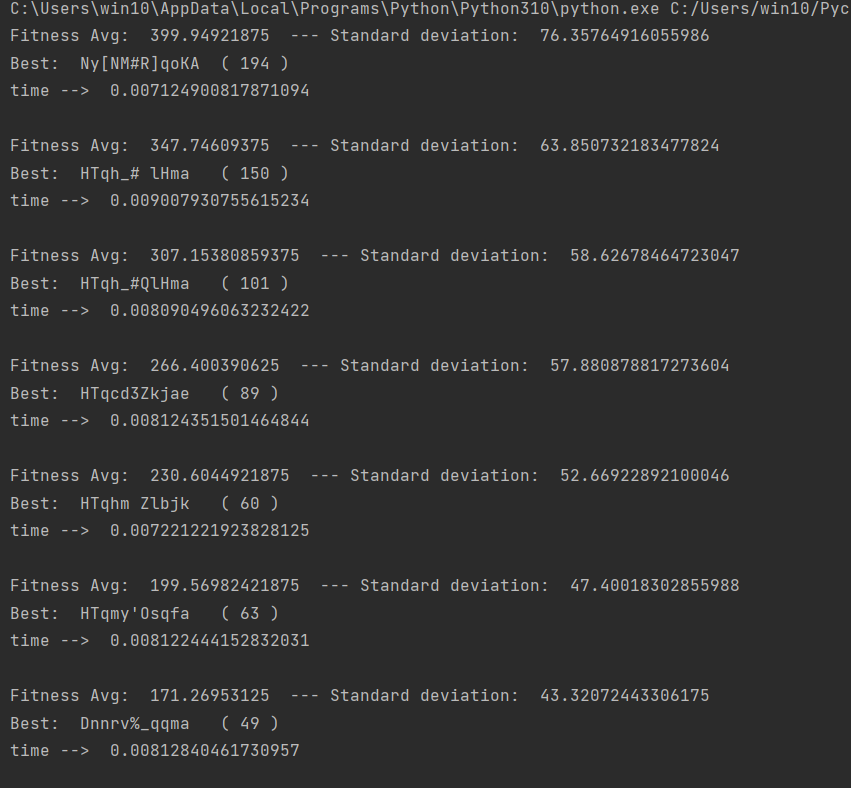 C:\Users\win10\AppData\Local\Programs\Python\Python310\python.exe C:/Users/win10/Pyc
Fitness Avg:  399.94921875  --- Standard deviation:  76.35764916055986
Best:  Ny[NM#R]qoKA  ( 194 )
time -->  0.007124900817871094
Fitness Avg:  347.74609375  --- Standard deviation:  63.850732183477824
Best:  HTqh_# lHma   ( 150 )
time -->  0.009007930755615234
Fitness Avg:  307.15380859375  --- Standard deviation:  58.62678464723047
Best:  HTqh_#QlHma   ( 101 )
time -->  0.008090496063232422
Fitness Avg:  266.400390625  --- Standard deviation:  57.880878817273604
Best:  HTqcd3Zkjae   ( 89 )
time -->  0.008124351501464844
Fitness Avg:  230.6044921875  --- Standard deviation:  52.66922892100046
Best:  HTqhm Zlbjk   ( 60 )
time -->  0.007221221923828125
Fitness Avg:  199.56982421875  --- Standard deviation:  47.40018302855988
Best:  HTqmy'Osqfa   ( 63 )
time -->  0.008122444152832031
Fitness Avg:  171.26953125  --- Standard deviation:  43.32072443306175
Best:  Dnnrv%_qqma   ( 49 )
time -->  0.00812840461730957